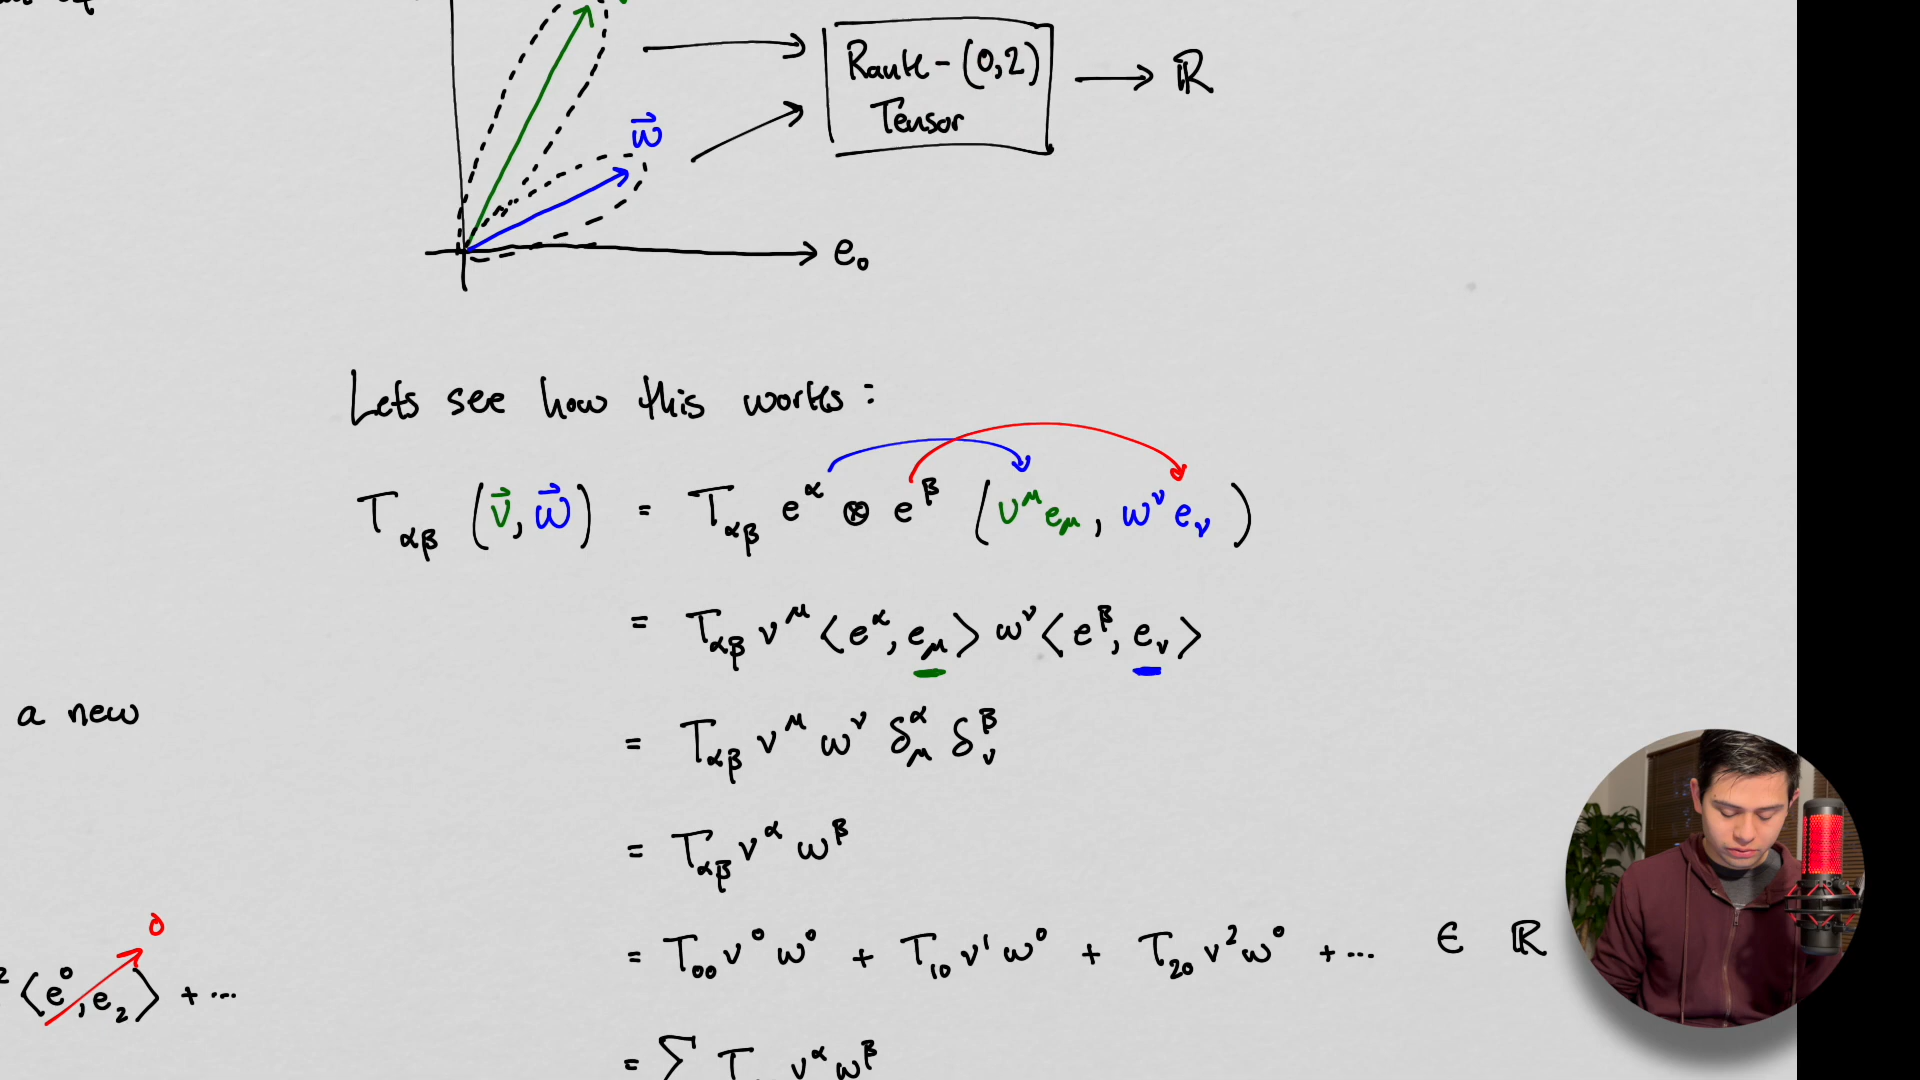 Rank-(0,2)
Tensor
→ ℝ
w⃗
e₀
Lets see how this works:
T_αβ (v⃗, w⃗) = T_αβ e^α ⊗ e^β (v^μ e_μ, w^ν e_ν)
= T_αβ v^μ ⟨e^α, e_μ⟩ w^ν ⟨e^β, e_ν⟩
a new
= T_αβ v^μ w^ν δ^α_μ δ^β_ν
= T_αβ v^α w^β
= T₀₀ v⁰ w⁰ + T₁₀ v¹ w⁰ + T₂₀ v² w⁰ + ... ∈ ℝ
0
² ⟨e⁰, e₂⟩ + ...
= Σ T v^α w^β